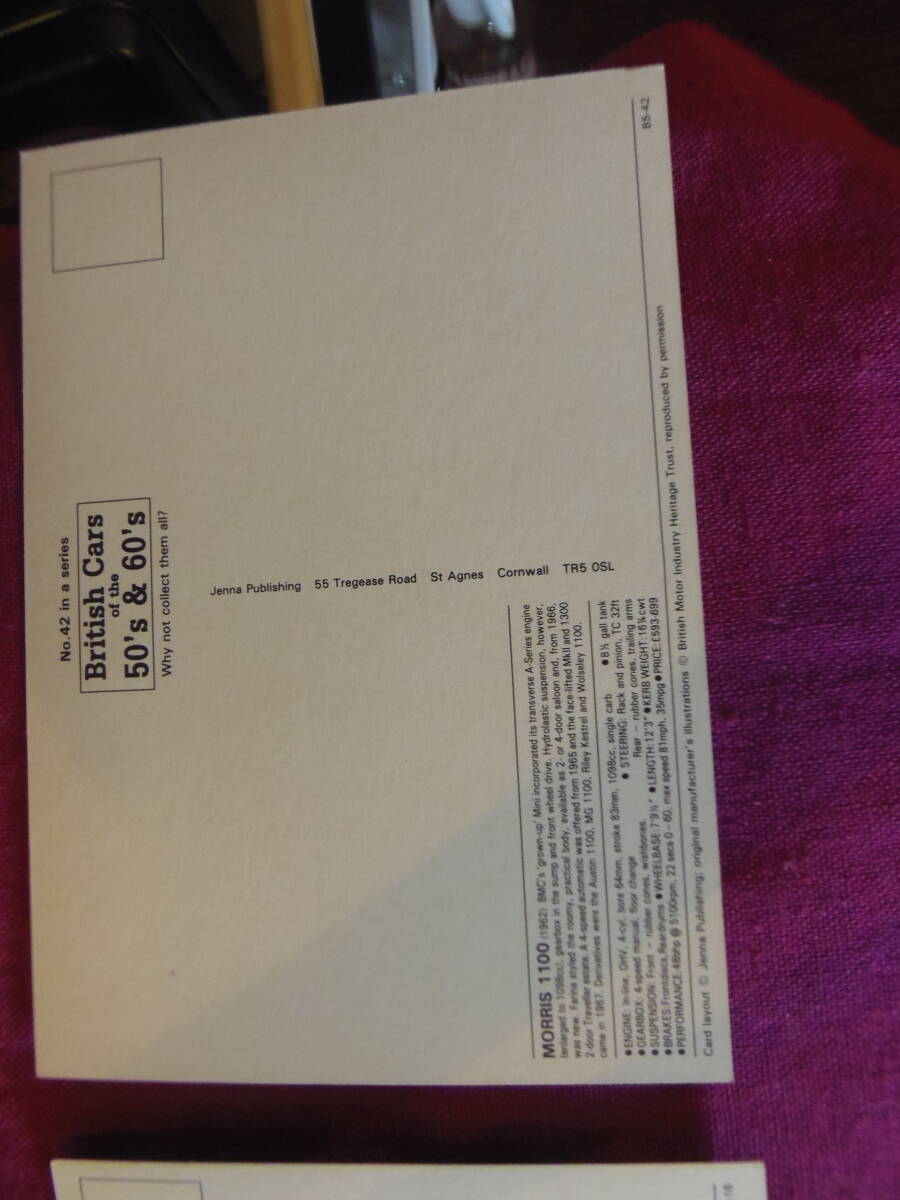 No.42 in a series
British Cars
of the
50's & 60's
Why not collect them all?
Jenna Publishing 55 Tregease Road St Agnes Cornwall TR5 0SL
MORRIS 1100 (1962) BMC's 'grown-up' Mini incorporated its transverse A-Series engine
(enlarged to 1098cc), gearbox in the sump and front wheel drive. Hydrolastic suspension, however,
was new. Farina styled the roomy, practical body, available as 2- or 4-door saloon and, from 1966,
2-door Traveller estate. A 4-speed automatic was offered from 1965 and the face-lifted MkII and 1300
came in 1967. Derivatives were the Austin 1100, MG 1100, Riley Kestrel and Wolseley 1100.
●ENGINE: In-line, OHV, 4-cyl, bore 64mm, stroke 83mm, 1098cc, single carb ●8½ gall tank
●GEARBOX: 4-speed manual, floor change ● STEERING: Rack and pinion, TC 32ft
●SUSPENSION: Front – rubber cones, wishbones. Rear – rubber cones, trailing arms
●BRAKES:Frontdiscs,Reardrums ●WHEELBASE:7'9½" ●LENGTH:12'3" ●KERB WEIGHT:16¼cwt
●PERFORMANCE:48bhp @ 5100rpm, 22 secs 0 – 60, max speed 81mph, 35mpg ●PRICE:£593-699
Card layout © Jenna Publishing; original manufacturer's illustrations © British Motor Industry Heritage Trust, reproduced by permission
BS-42